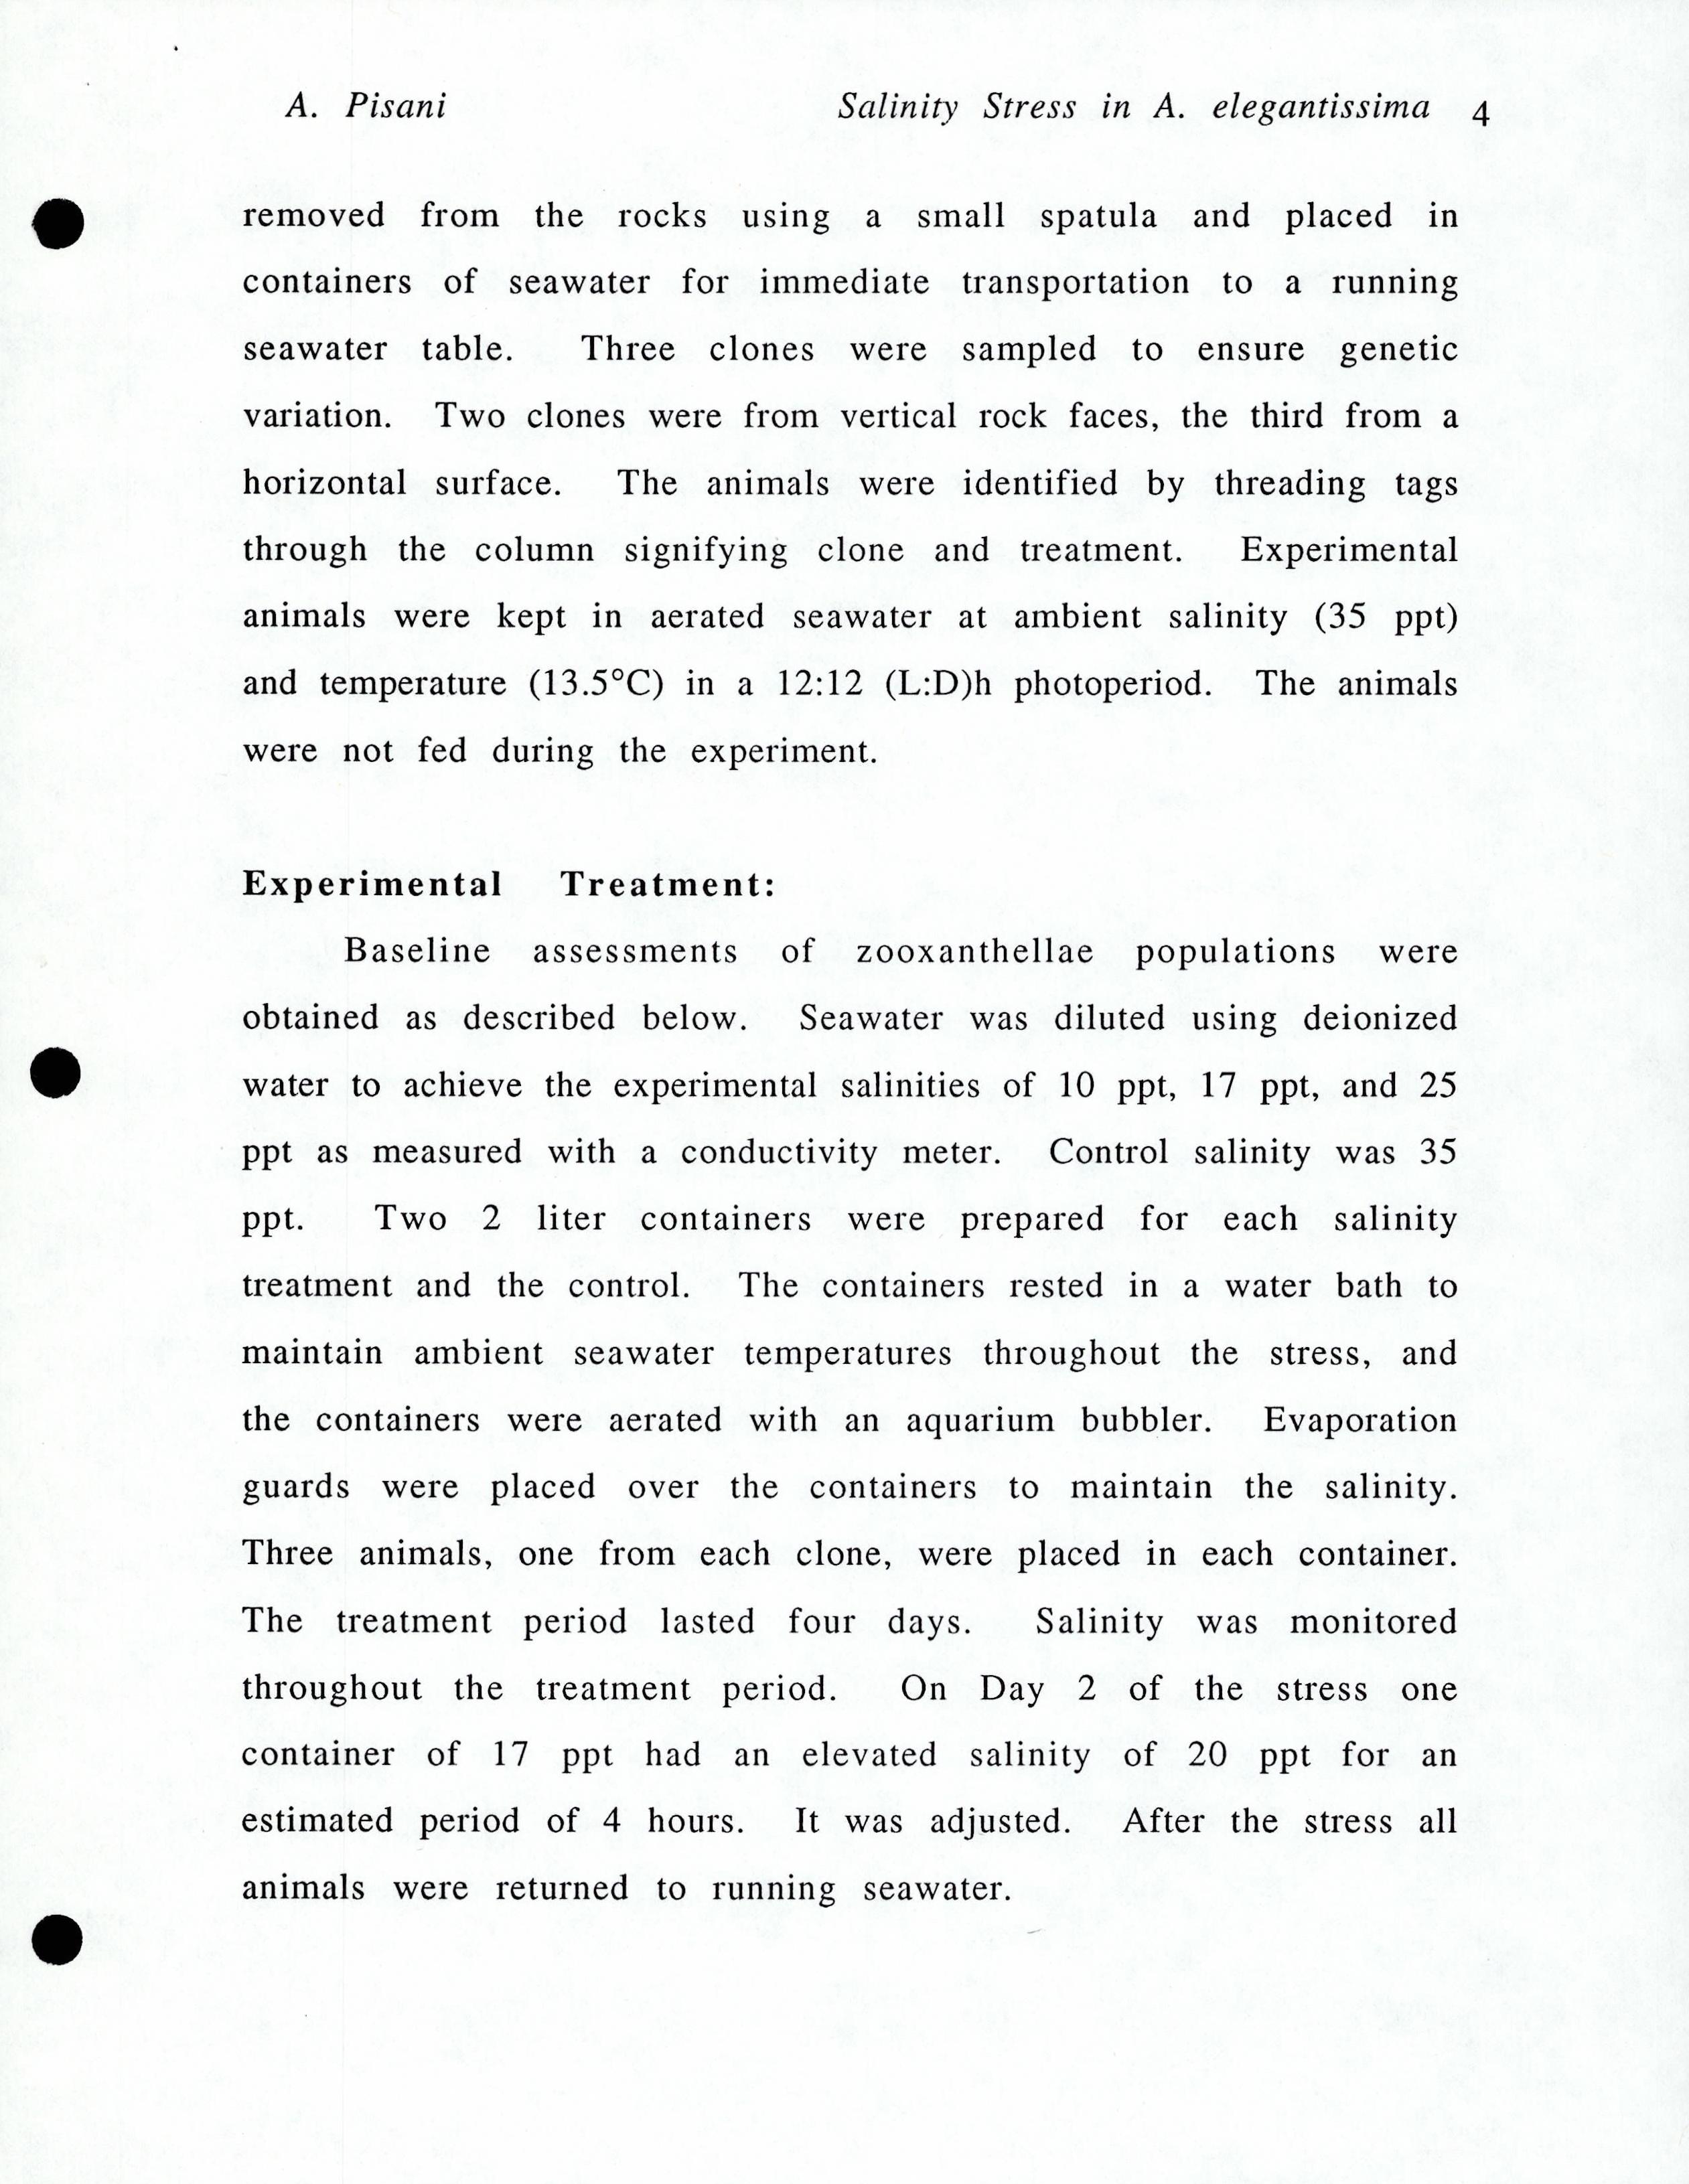 A. Pisani Salinity Stress in A. elegantissima 4
removed from the rocks using a small spatula and placed in
containers of seawater for immediate transportation to a running
seawater table. Three clones were sampled to ensure genetic
variation. Two clones were from vertical rock faces, the third from a
horizontal surface. The animals were identified by threading tags
through the column signifying clone and treatment. Experimental
animals were kept in aerated seawater at ambient salinity (35 ppt)
and temperature (13.5°C) in a 12:12 (L:D)h photoperiod. The animals
were not fed during the experiment.
Experimental Treatment:
Baseline assessments of zooxanthellae populations were
obtained as described below. Seawater was diluted using deionized
water to achieve the experimental salinities of 10 ppt, 17 ppt, and 25
ppt as measured with a conductivity meter. Control salinity was 35
ppt. Two 2 liter containers were prepared for each salinity
treatment and the control. The containers rested in a water bath to
maintain ambient seawater temperatures throughout the stress, and
the containers were aerated with an aquarium bubbler. Evaporation
guards were placed over the containers to maintain the salinity.
Three animals, one from each clone, were placed in each container.
The treatment period lasted four days. Salinity was monitored
throughout the treatment period. On Day 2 of the stress one
container of 17 ppt had an elevated salinity of 20 ppt for an
estimated period of 4 hours. It was adjusted. After the stress all
animals were returned to running seawater.